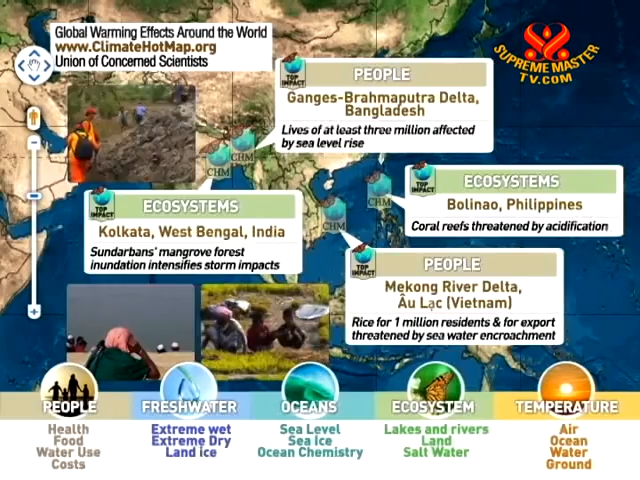 Global Warming Effects Around the World
www.ClimateHotMap.org
Union of Concerned Scientists
SUPREME MASTER
TV.COM
TOP IMPACT
PEOPLE
Ganges-Brahmaputra Delta,
Bangladesh
Lives of at least three million affected
by sea level rise
CHM
CHM
TOP IMPACT
ECOSYSTEMS
Bolinao, Philippines
Coral reefs threatened by acidification
CHM
TOP IMPACT
ECOSYSTEMS
Kolkata, West Bengal, India
Sundarbans' mangrove forest
inundation intensifies storm impacts
CHM
TOP IMPACT
PEOPLE
Mekong River Delta,
Âu Lạc (Vietnam)
Rice for 1 million residents & for export
threatened by sea water encroachment
PEOPLE
Health
Food
Water Use
Costs
FRESHWATER
Extreme wet
Extreme Dry
Land ice
OCEANS
Sea Level
Sea Ice
Ocean Chemistry
ECOSYSTEM
Lakes and rivers
Land
Salt Water
TEMPERATURE
Air
Ocean
Water
Ground